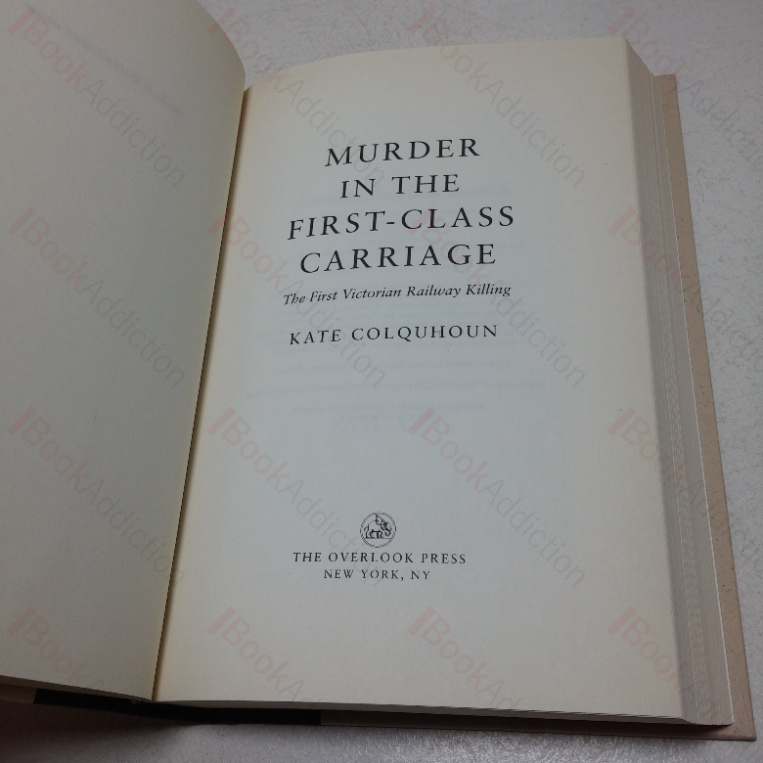 MURDER
IN THE
FIRST-CLASS
CARRIAGE
The First Victorian Railway Killing
KATE COLQUHOUN
THE OVERLOOK PRESS
NEW YORK, NY
BookAddiction